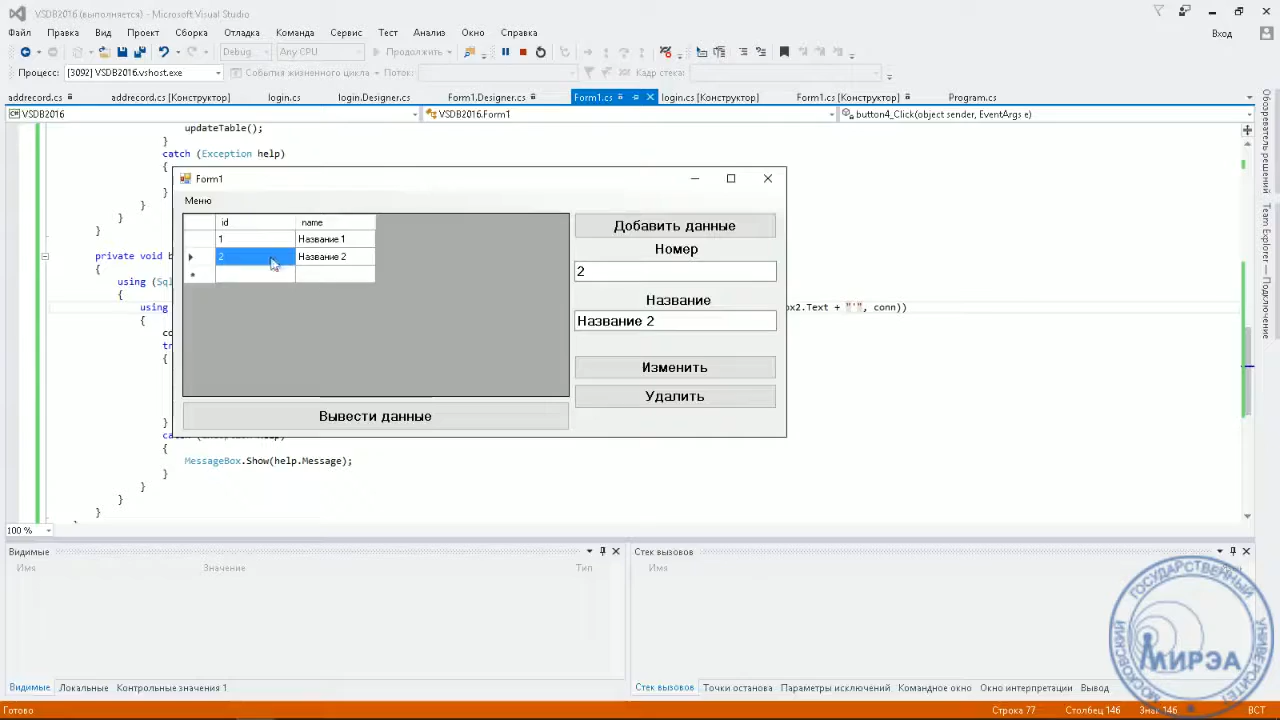 VSDB2016 (выполняется) - Microsoft Visual Studio
Файл Правка Вид Проект Сборка Отладка Команда Сервис Тест Анализ Окно Справка Вход
Debug Any CPU Продолжить
Процесс: [3092] VSDB2016.vshost.exe События жизненного цикла Поток: Кадр стека:
addrecord.cs addrecord.cs [Конструктор] login.cs login.Designer.cs Form1.Designer.cs Form1.cs login.cs [Конструктор] Form1.cs [Конструктор] Program.cs
VSDB2016 VSDB2016.Form1 button4_Click(object sender, EventArgs e)
updateTable();
}
catch (Exception help)
{
}
}
}
}
private void b
{
using (Sql
{
using ox2.Text + "'", conn))
{
co
tr
{
}
{
MessageBox.Show(help.Message);
}
}
}
}
Form1
Меню
id name
1 Название 1
2 Название 2
Вывести данные
Добавить данные
Номер
2
Название
Название 2
Изменить
Удалить
100 %
Видимые
Имя Значение Тип
Видимые Локальные Контрольные значения 1
Стек вызовов
Имя
Стек вызовов Точки останова Параметры исключений Командное окно Окно интерпретации Вывод
Готово Строка 77 Столбец 146 Знак 146 ВСТ
Обозреватель решений
Team Explorer — Подключение
МОСКОВСКИЙ ГОСУДАРСТВЕННЫЙ УНИВЕРСИТЕТ
МИРЭА